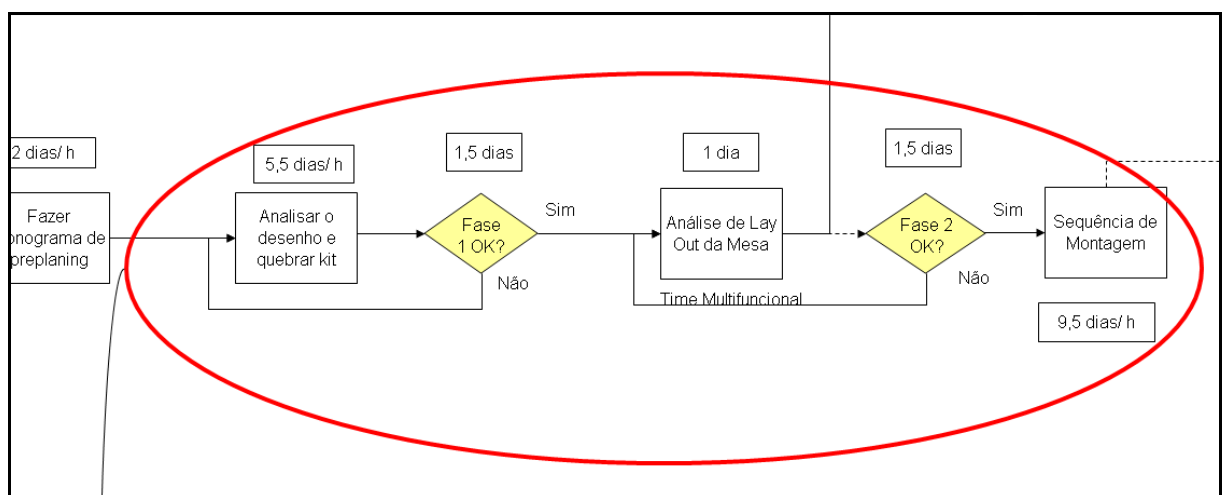 2 dias/ h
Fazer
onograma de
preplaning
5,5 dias/ h
Analisar o
desenho e
quebrar kit
1,5 dias
Fase
1 OK?
Sim
Não
1 dia
Análise de Lay
Out da Mesa
Time Multifuncional
1,5 dias
Fase 2
OK?
Sim
Não
Sequência de
Montagem
9,5 dias/ h